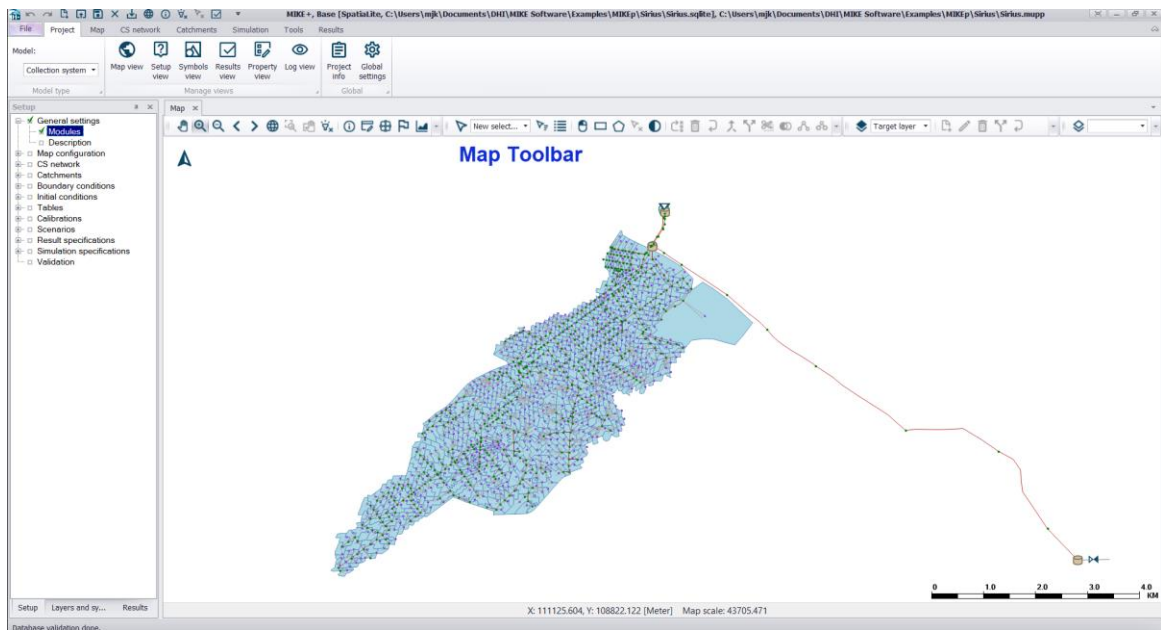 MIKE+, Base [SpatiaLite, C:\Users\mjk\Documents\DHI\MIKE Software\Examples\MIKEp\Sirius\Sirius.sqlite], C:\Users\mjk\Documents\DHI\MIKE Software\Examples\MIKEp\Sirius\Sirius.mupp
File Project Map CS network Catchments Simulation Tools Results
Model:
Collection system
Map view Setup view Symbols view Results view Property view Log view Project info Global settings
Model type Manage views Global
Setup
Map
General settings
Modules
Description
Map configuration
CS network
Catchments
Boundary conditions
Initial conditions
Tables
Calibrations
Scenarios
Result specifications
Simulation specifications
Validation
New select... Target layer
Map Toolbar
0 1.0 2.0 3.0 4.0
KM
Setup Layers and sy... Results
X: 111125.604, Y: 108822.122 [Meter] Map scale: 43705.471
Database validation done.